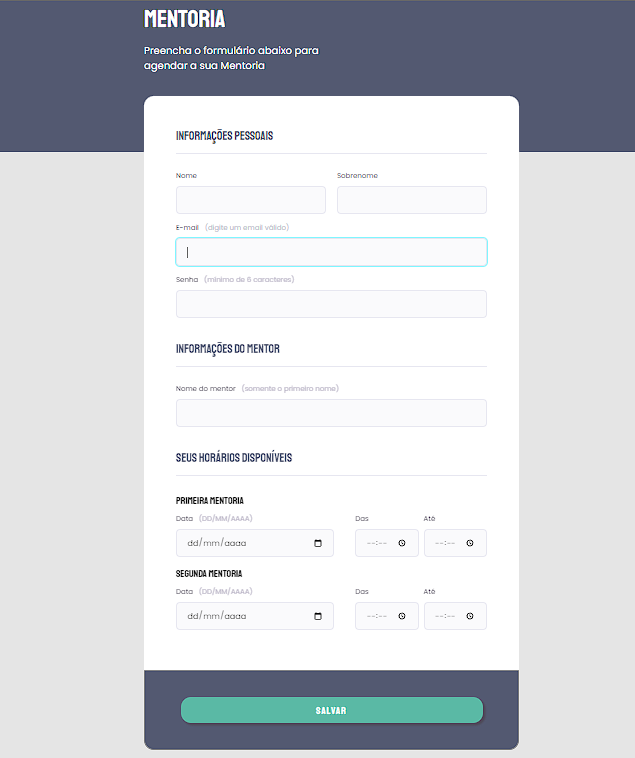 MENTORIA
Preencha o formulário abaixo para
agendar a sua Mentoria
INFORMAÇÕES PESSOAIS
Nome Sobrenome
E-mail (digite um email válido)
Senha (mínimo de 6 caracteres)
INFORMAÇÕES DO MENTOR
Nome do mentor (somente o primeiro nome)
SEUS HORÁRIOS DISPONÍVEIS
PRIMEIRA MENTORIA
Data (DD/MM/AAAA) Das Até
dd/mm/aaaa --:-- --:--
SEGUNDA MENTORIA
Data (DD/MM/AAAA) Das Até
dd/mm/aaaa --:-- --:--
SALVAR